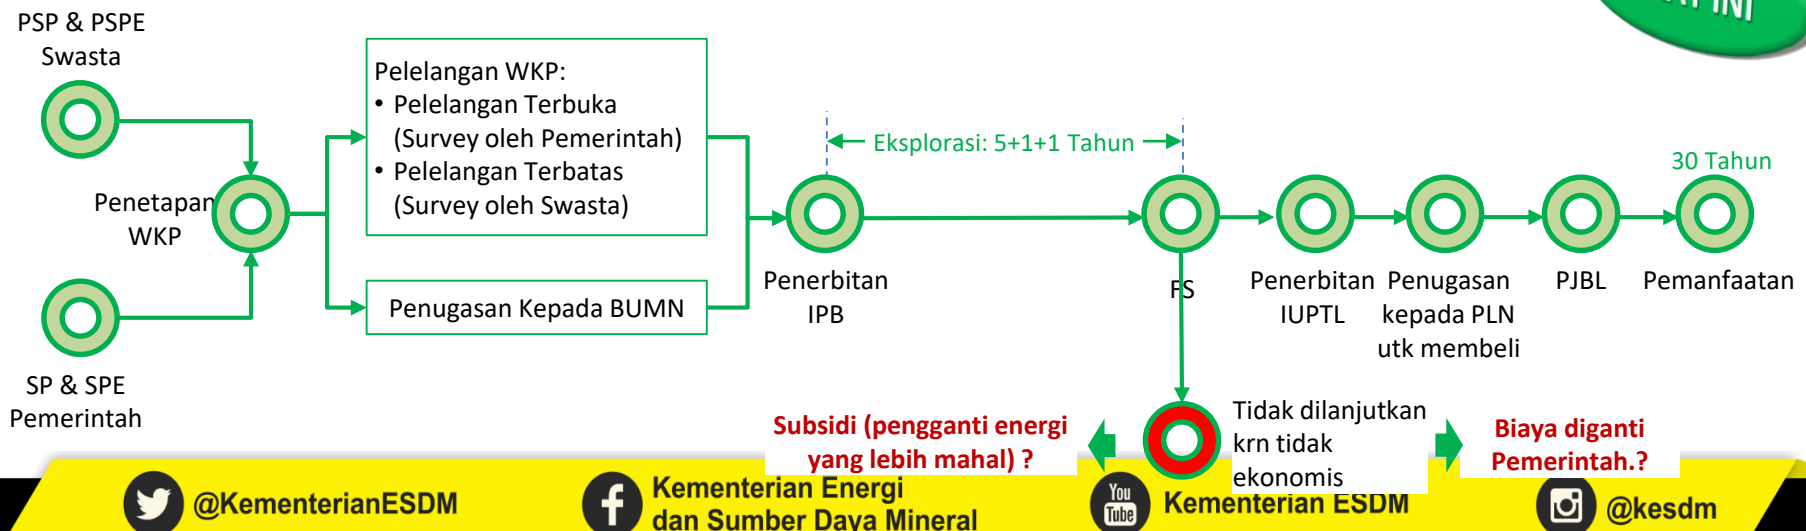 PSP & PSPE
Swasta
Pelelangan WKP:
• Pelelangan Terbuka
(Survey oleh Pemerintah)
• Pelelangan Terbatas
(Survey oleh Swasta)
Eksplorasi: 5+1+1 Tahun
30 Tahun
Penetapan
WKP
Penugasan Kepada BUMN
Penerbitan
IPB
FS
Penerbitan
IUPTL
Penugasan
kepada PLN
utk membeli
PJBL
Pemanfaatan
SP & SPE
Pemerintah
Subsidi (pengganti energi
yang lebih mahal) ?
Tidak dilanjutkan
krn tidak
ekonomis
Biaya diganti
Pemerintah.?
@KementerianESDM
Kementerian Energi
dan Sumber Daya Mineral
You
Tube
Kementerian ESDM
@kesdm